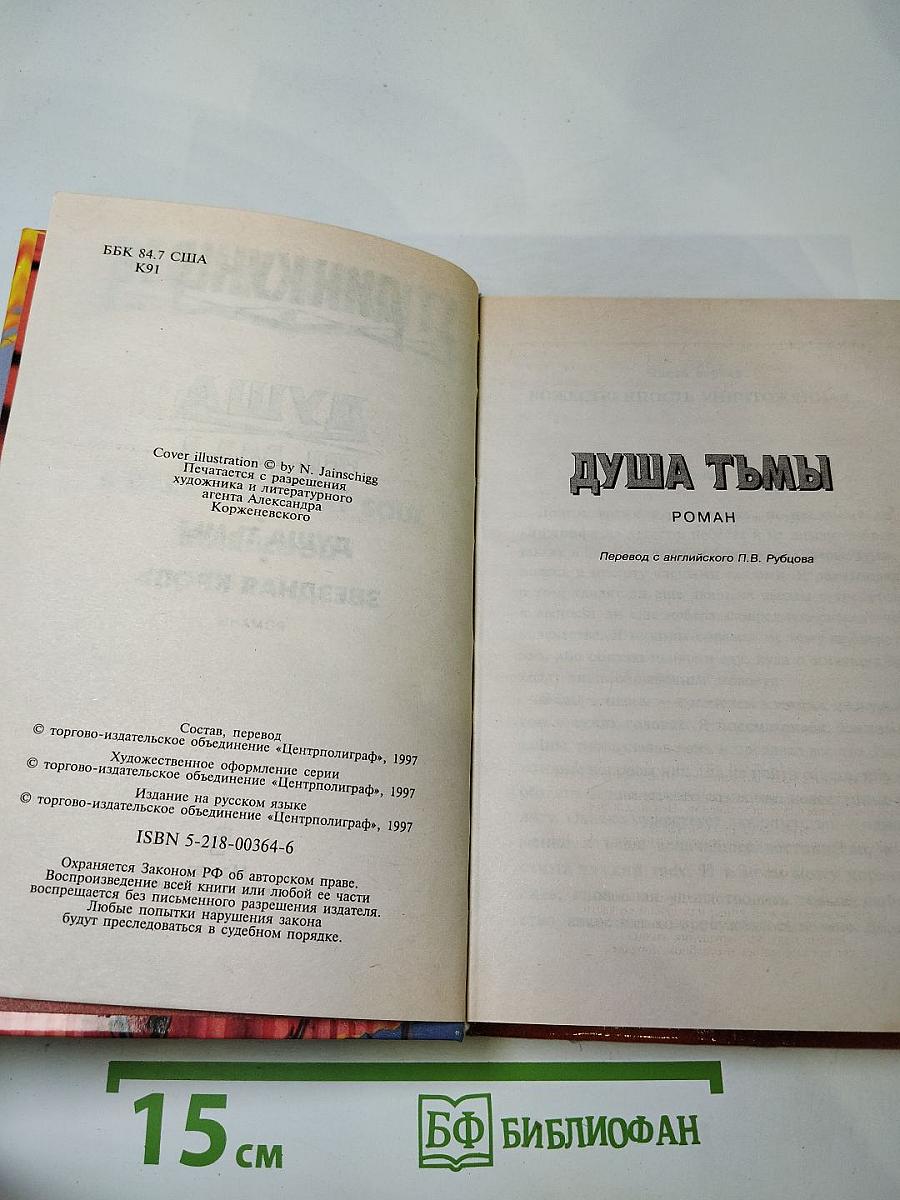 ББК 84.7 США
К91
Cover illustration © by N. Jainschigg
Печатается с разрешения
художника и литературного
агента Александра
Корженевского
Состав, перевод
© торгово-издательское объединение «Центрполиграф», 1997
Художественное оформление серии
© торгово-издательское объединение «Центрполиграф», 1997
Издание на русском языке
© торгово-издательское объединение «Центрполиграф», 1997
ISBN 5-218-00364-6
Охраняется Законом РФ об авторском праве.
Воспроизведение всей книги или любой ее части
воспрещается без письменного разрешения издателя.
Любые попытки нарушения закона
будут преследоваться в судебном порядке.
ДУША ТЬМЫ
РОМАН
Перевод с английского П.В. Рубцова
15 см
БФ БИБЛИОФАН